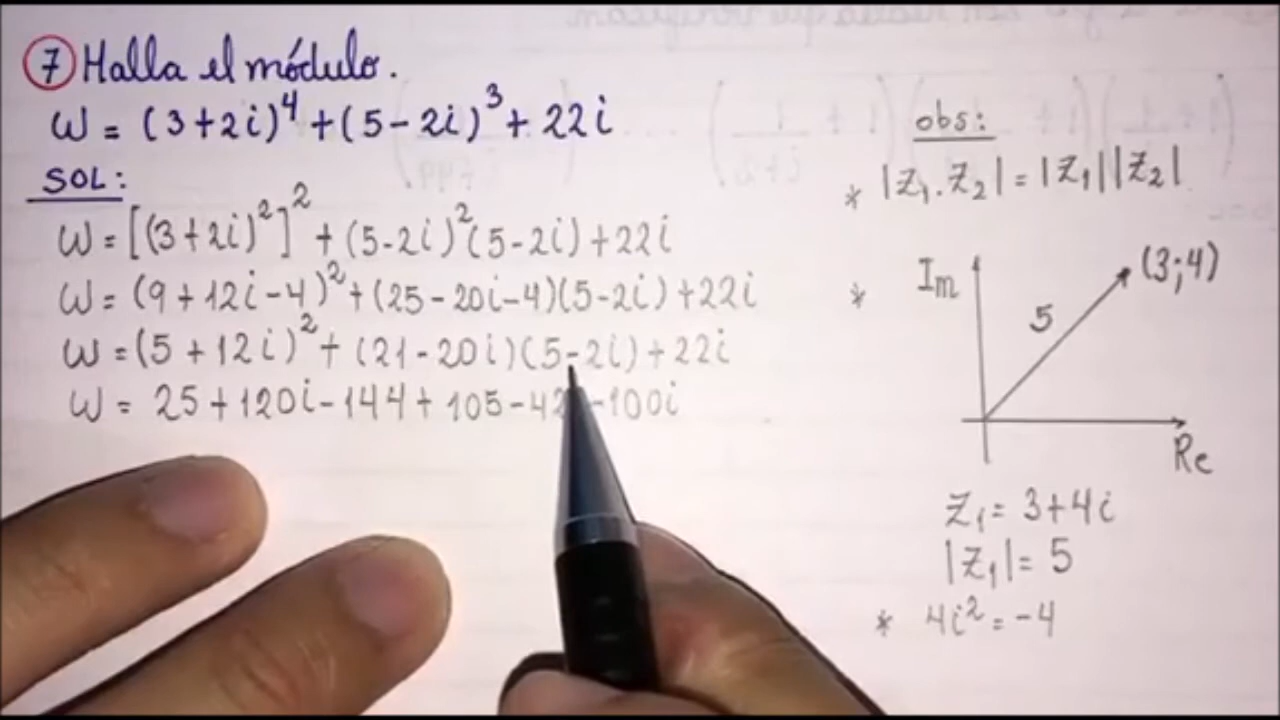 7 Halla el módulo.
W = (3+2i)⁴ + (5-2i)³ + 22i
SOL:
W = [(3+2i)²]² + (5-2i)²(5-2i) + 22i
W = (9+12i-4)² + (25-20i-4)(5-2i) + 22i
W = (5+12i)² + (21-20i)(5-2i) + 22i
W = 25+120i-144+105-42 -100i
obs:
* |Z₁.Z₂| = |Z₁||Z₂|
* Im
(3;4)
5
Re
Z₁ = 3+4i
|Z₁| = 5
* 4i² = -4